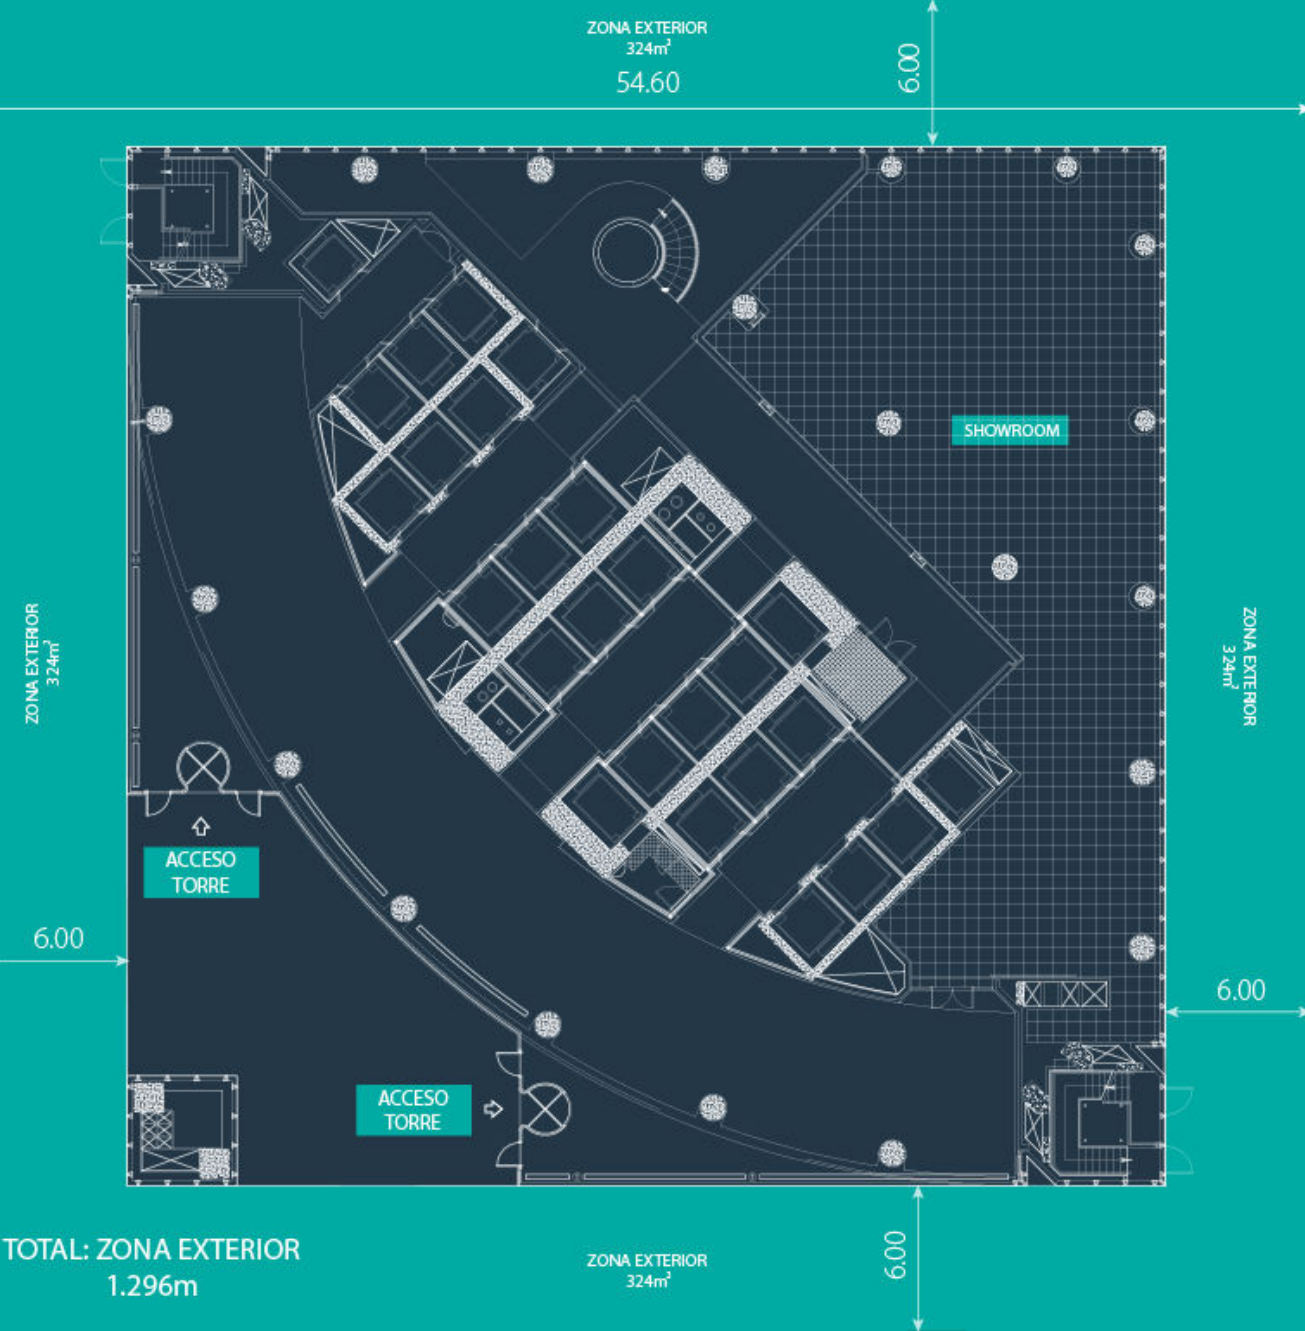 ZONA EXTERIOR
324m²
54.60
6.00
SHOWROOM
ZONA EXTERIOR
324m²
ZONA EXTERIOR
324m²
ACCESO
TORRE
6.00
6.00
ACCESO
TORRE
TOTAL: ZONA EXTERIOR
1.296m
ZONA EXTERIOR
324m²
6.00